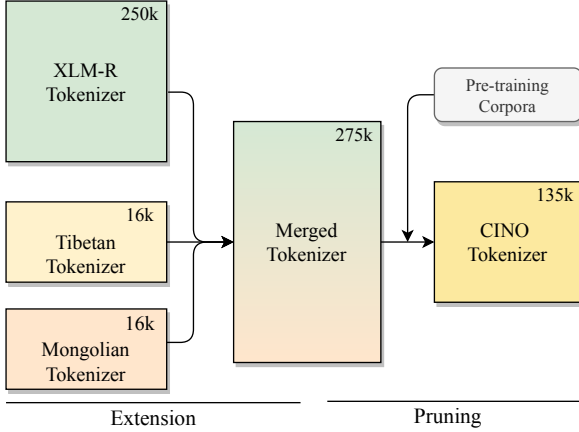 250k
XLM-R
Tokenizer
16k
Tibetan
Tokenizer
16k
Mongolian
Tokenizer
275k
Merged
Tokenizer
Pre-training
Corpora
135k
CINO
Tokenizer
Extension
Pruning